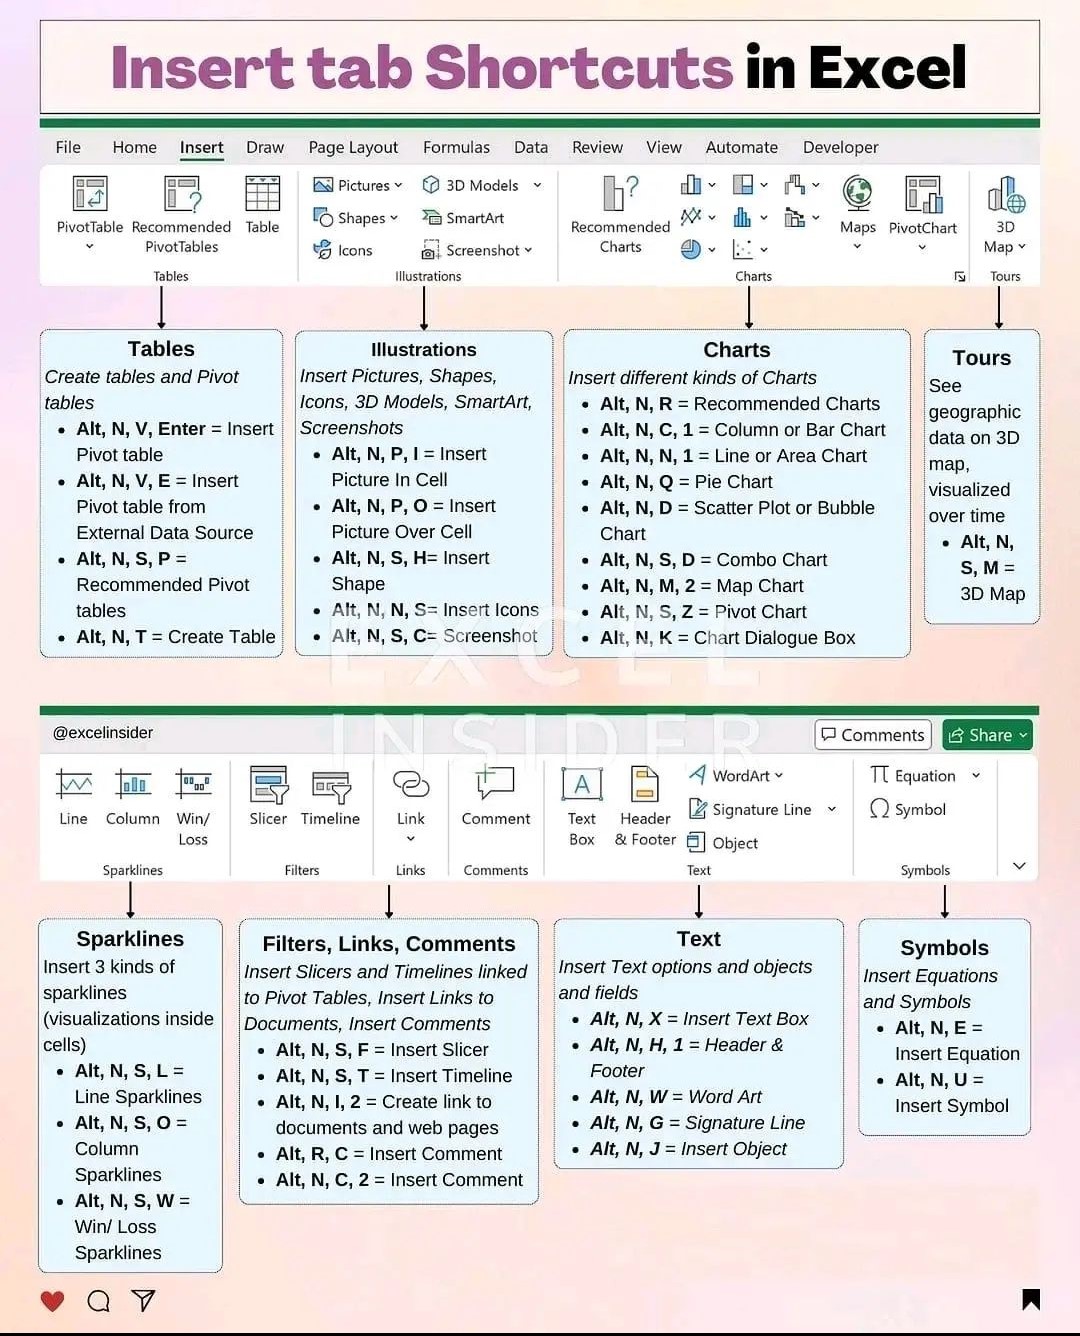 Insert tab Shortcuts in Excel
File Home Insert Draw Page Layout Formulas Data Review View Automate Developer
PivotTable
Recommended
PivotTables
Table
Tables
Pictures
Shapes
Icons
3D Models
SmartArt
Screenshot
Illustrations
Recommended
Charts
Maps
PivotChart
Charts
3D
Map
Tours
Tables
Create tables and Pivot
tables
• Alt, N, V, Enter = Insert
Pivot table
• Alt, N, V, E = Insert
Pivot table from
External Data Source
• Alt, N, S, P =
Recommended Pivot
tables
• Alt, N, T = Create Table
Illustrations
Insert Pictures, Shapes,
Icons, 3D Models, SmartArt,
Screenshots
• Alt, N, P, I = Insert
Picture In Cell
• Alt, N, P, O = Insert
Picture Over Cell
• Alt, N, S, H= Insert
Shape
• Alt, N, N, S= Insert Icons
• Alt, N, S, C= Screenshot
Charts
Insert different kinds of Charts
• Alt, N, R = Recommended Charts
• Alt, N, C, 1 = Column or Bar Chart
• Alt, N, N, 1 = Line or Area Chart
• Alt, N, Q = Pie Chart
• Alt, N, D = Scatter Plot or Bubble
Chart
• Alt, N, S, D = Combo Chart
• Alt, N, M, 2 = Map Chart
• Alt, N, S, Z = Pivot Chart
• Alt, N, K = Chart Dialogue Box
Tours
See
geographic
data on 3D
map,
visualized
over time
• Alt, N,
S, M =
3D Map
EXCEL
INSIDER
@excelinsider
Comments
Share
Line
Column
Win/
Loss
Sparklines
Slicer
Timeline
Filters
Link
Links
Comment
Comments
Text
Box
Header
& Footer
WordArt
Signature Line
Object
Text
Equation
Symbol
Symbols
Sparklines
Insert 3 kinds of
sparklines
(visualizations inside
cells)
• Alt, N, S, L =
Line Sparklines
• Alt, N, S, O =
Column
Sparklines
• Alt, N, S, W =
Win/ Loss
Sparklines
Filters, Links, Comments
Insert Slicers and Timelines linked
to Pivot Tables, Insert Links to
Documents, Insert Comments
• Alt, N, S, F = Insert Slicer
• Alt, N, S, T = Insert Timeline
• Alt, N, I, 2 = Create link to
documents and web pages
• Alt, R, C = Insert Comment
• Alt, N, C, 2 = Insert Comment
Text
Insert Text options and objects
and fields
• Alt, N, X = Insert Text Box
• Alt, N, H, 1 = Header &
Footer
• Alt, N, W = Word Art
• Alt, N, G = Signature Line
• Alt, N, J = Insert Object
Symbols
Insert Equations
and Symbols
• Alt, N, E =
Insert Equation
• Alt, N, U =
Insert Symbol